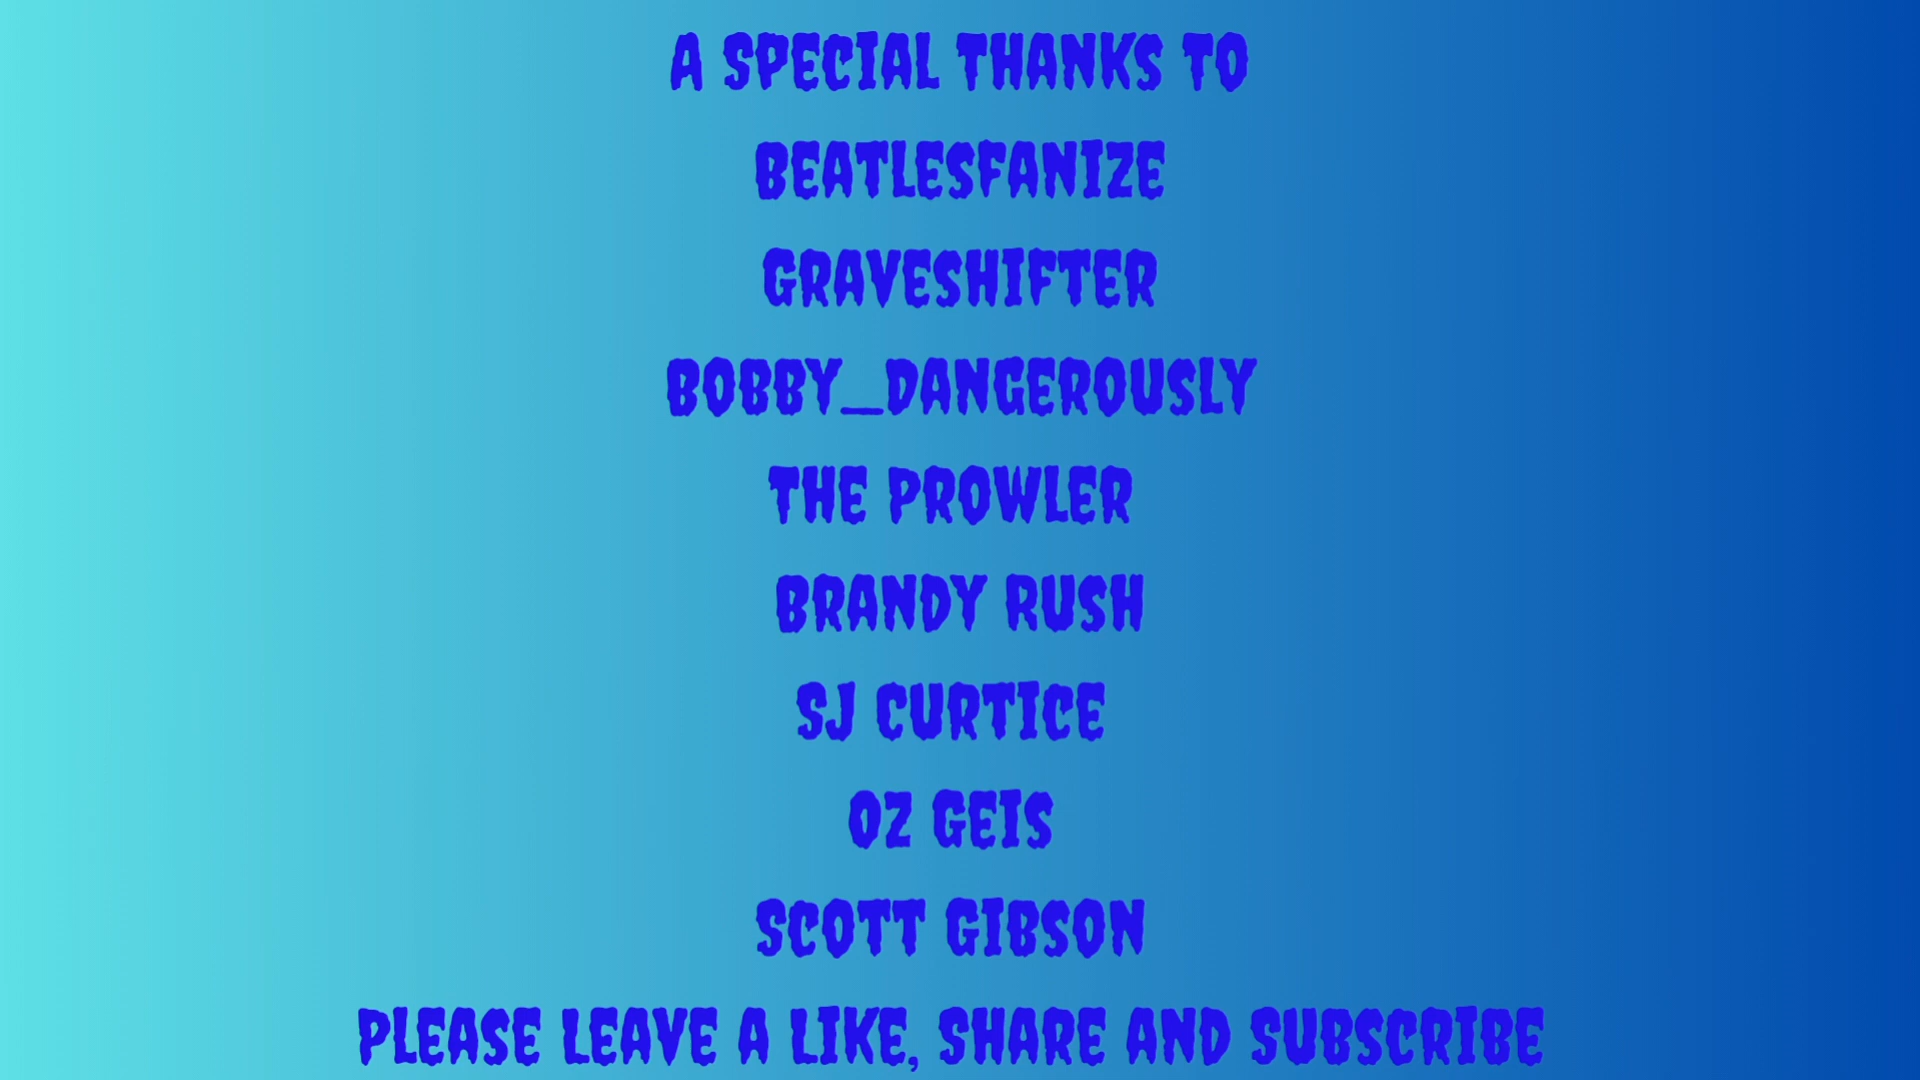 A SPECIAL THANKS TO
BEATLESFANIZE
GRAVESHIFTER
BOBBY_DANGEROUSLY
THE PROWLER
BRANDY RUSH
SJ CURTICE
OZ GEIS
SCOTT GIBSON
PLEASE LEAVE A LIKE, SHARE AND SUBSCRIBE